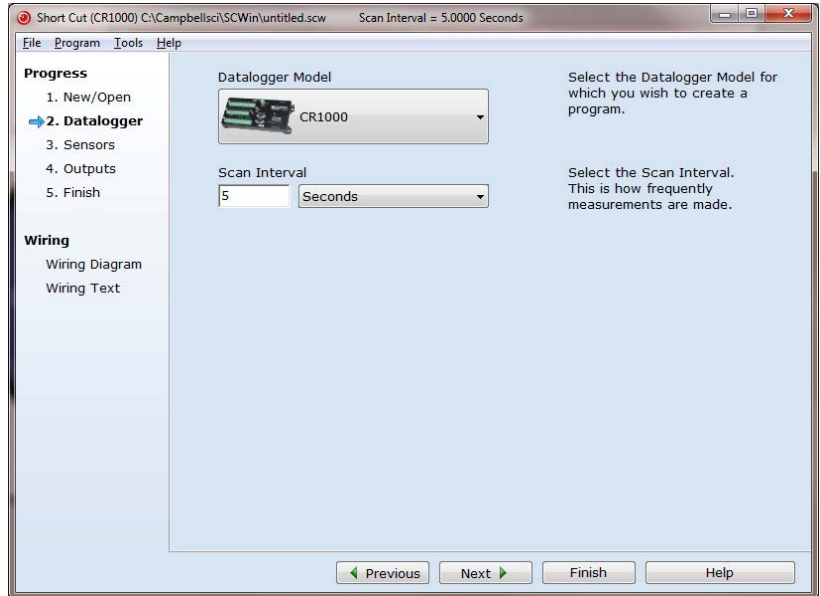 Short Cut (CR1000) C:\Campbellsci\SCWin\untitled.scw Scan Interval = 5.0000 Seconds
File Program Tools Help
Progress
1. New/Open
2. Datalogger
3. Sensors
4. Outputs
5. Finish
Wiring
Wiring Diagram
Wiring Text
Datalogger Model
CR1000
Select the Datalogger Model for
which you wish to create a
program.
Scan Interval
5 Seconds
Select the Scan Interval.
This is how frequently
measurements are made.
Previous Next Finish Help